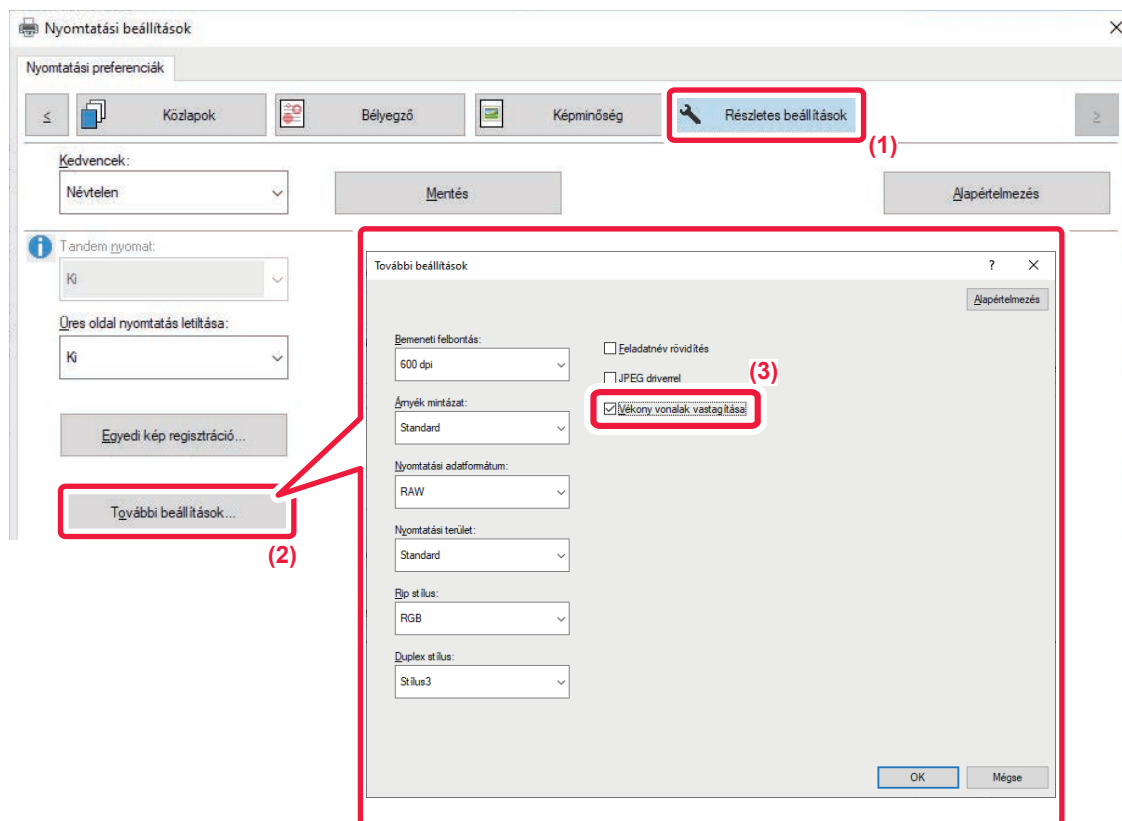 Nyomtatási beállítások
Nyomtatási preferenciák
< Közlapok Bélyegző Képminőség Részletes beállítások >
(1)
Kedvencek:
Névtelen Mentés Alapértelmezés
Tandem nyomat:
Ki
Üres oldal nyomtatás letiltása:
Ki
Egyedi kép regisztráció...
További beállítások...
(2)
További beállítások ?
Alapértelmezés
Bemeneti felbontás:
600 dpi
Árnyék mintázat:
Standard
Nyomtatási adatformátum:
RAW
Nyomtatási terület:
Standard
Rip stílus:
RGB
Duplex stílus:
Stílus3
Feladatnév rövidítés
JPEG driverrel
(3)
Vékony vonalak vastagítása
OK Mégse